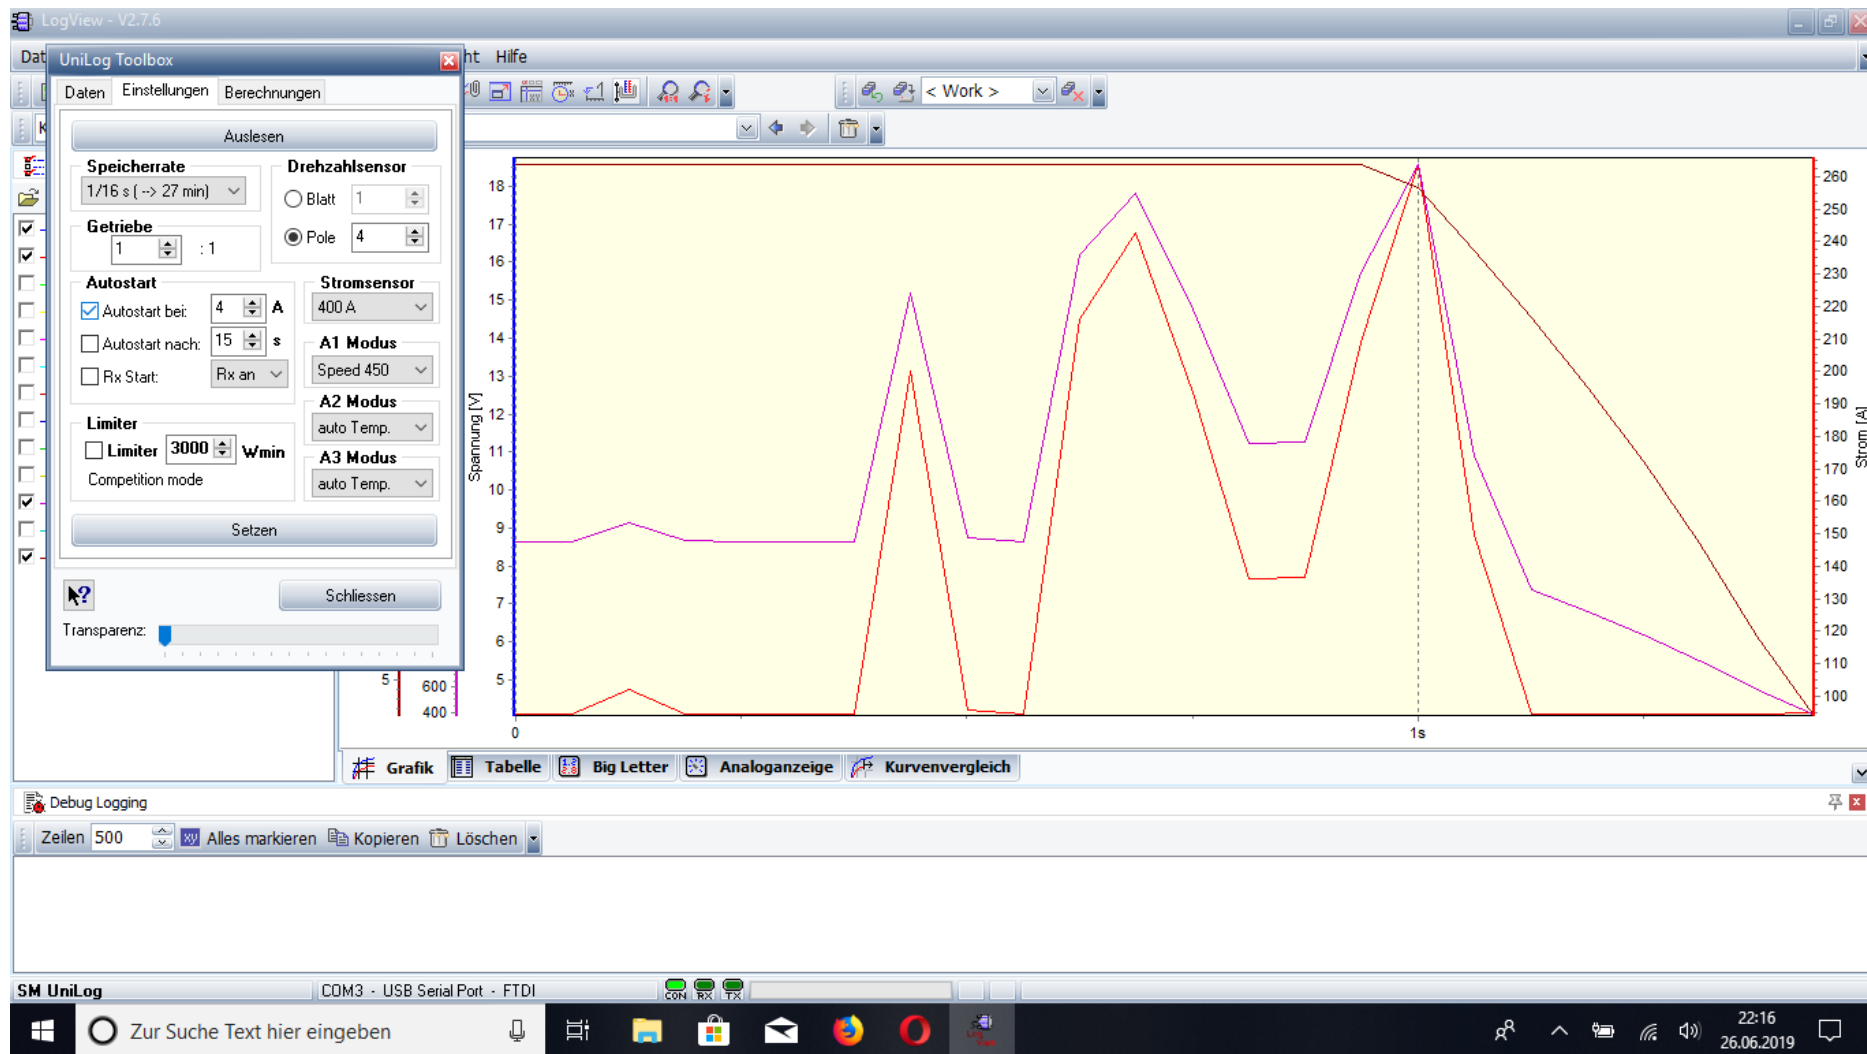 LogView - V2.7.6
Dat
ht Hilfe
UniLog Toolbox
Daten Einstellungen Berechnungen
< Work >
K
Auslesen
Speicherrate
1/16 s ( --> 27 min)
Drehzahlsensor
Blatt 1
Pole 4
Getriebe
1 : 1
Autostart
Autostart bei: 4 A
Autostart nach: 15 s
Rx Start: Rx an
Stromsensor
400 A
A1 Modus
Speed 450
A2 Modus
auto Temp.
A3 Modus
auto Temp.
Limiter
Limiter 3000 Wmin
Competition mode
Setzen
Schliessen
Transparenz:
5
600
400
Spannung [V]
18
17
16
15
14
13
12
11
10
9
8
7
6
5
0
1s
260
250
240
230
220
210
200
190
180
170
160
150
140
130
120
110
100
Strom [A]
Grafik Tabelle Big Letter Analoganzeige Kurvenvergleich
Debug Logging
Zeilen 500 xy Alles markieren Kopieren Löschen
SM UniLog COM3 - USB Serial Port - FTDI CON RX TX
Zur Suche Text hier eingeben
22:16
26.06.2019